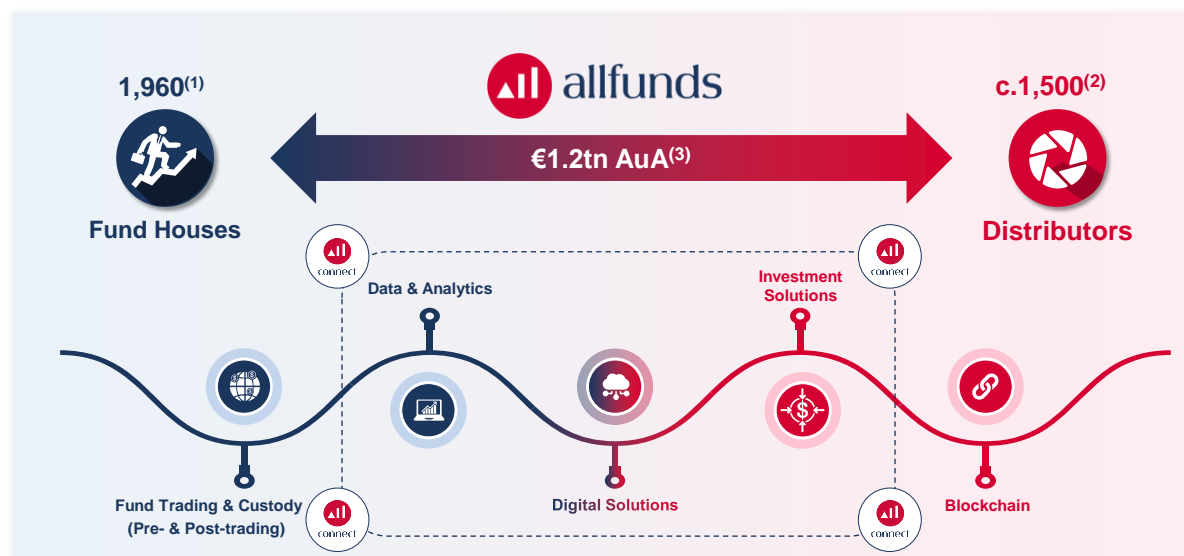 allfunds
1,960(1)
c.1,500(2)
€1.2tn AuA(3)
Fund Houses
Distributors
connect
connect
Data & Analytics
Investment
Solutions
$
Fund Trading & Custody
(Pre- & Post-trading)
Digital Solutions
Blockchain
connect
connect